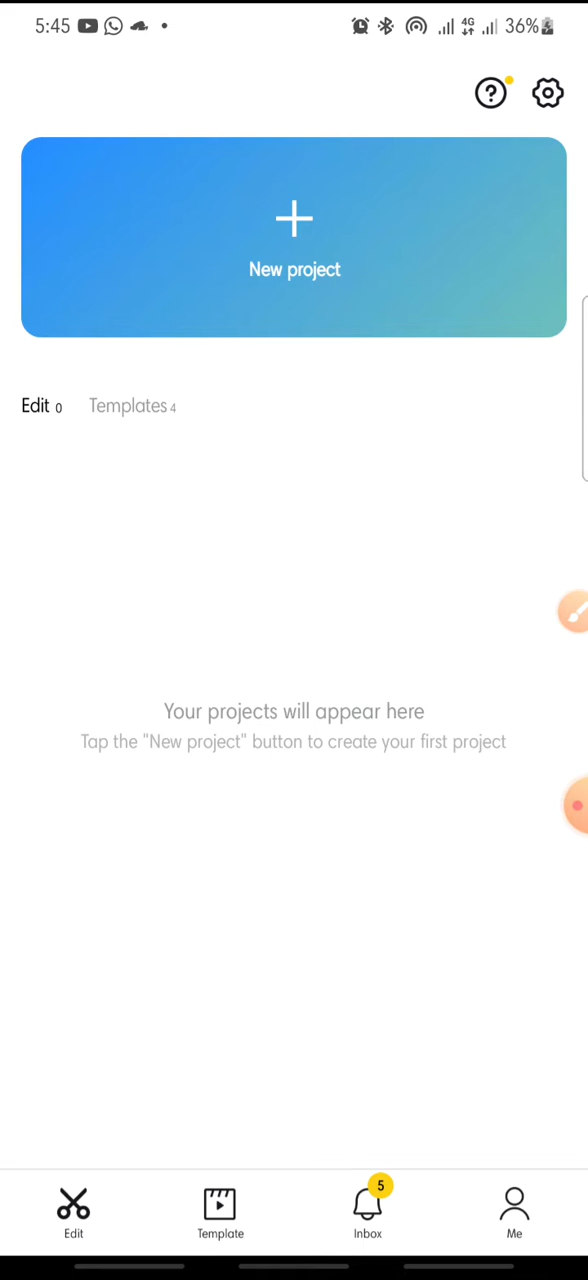 5:45 4G 36%
New project
Edit 0 Templates 4
Your projects will appear here
Tap the "New project" button to create your first project
5
Edit Template Inbox Me